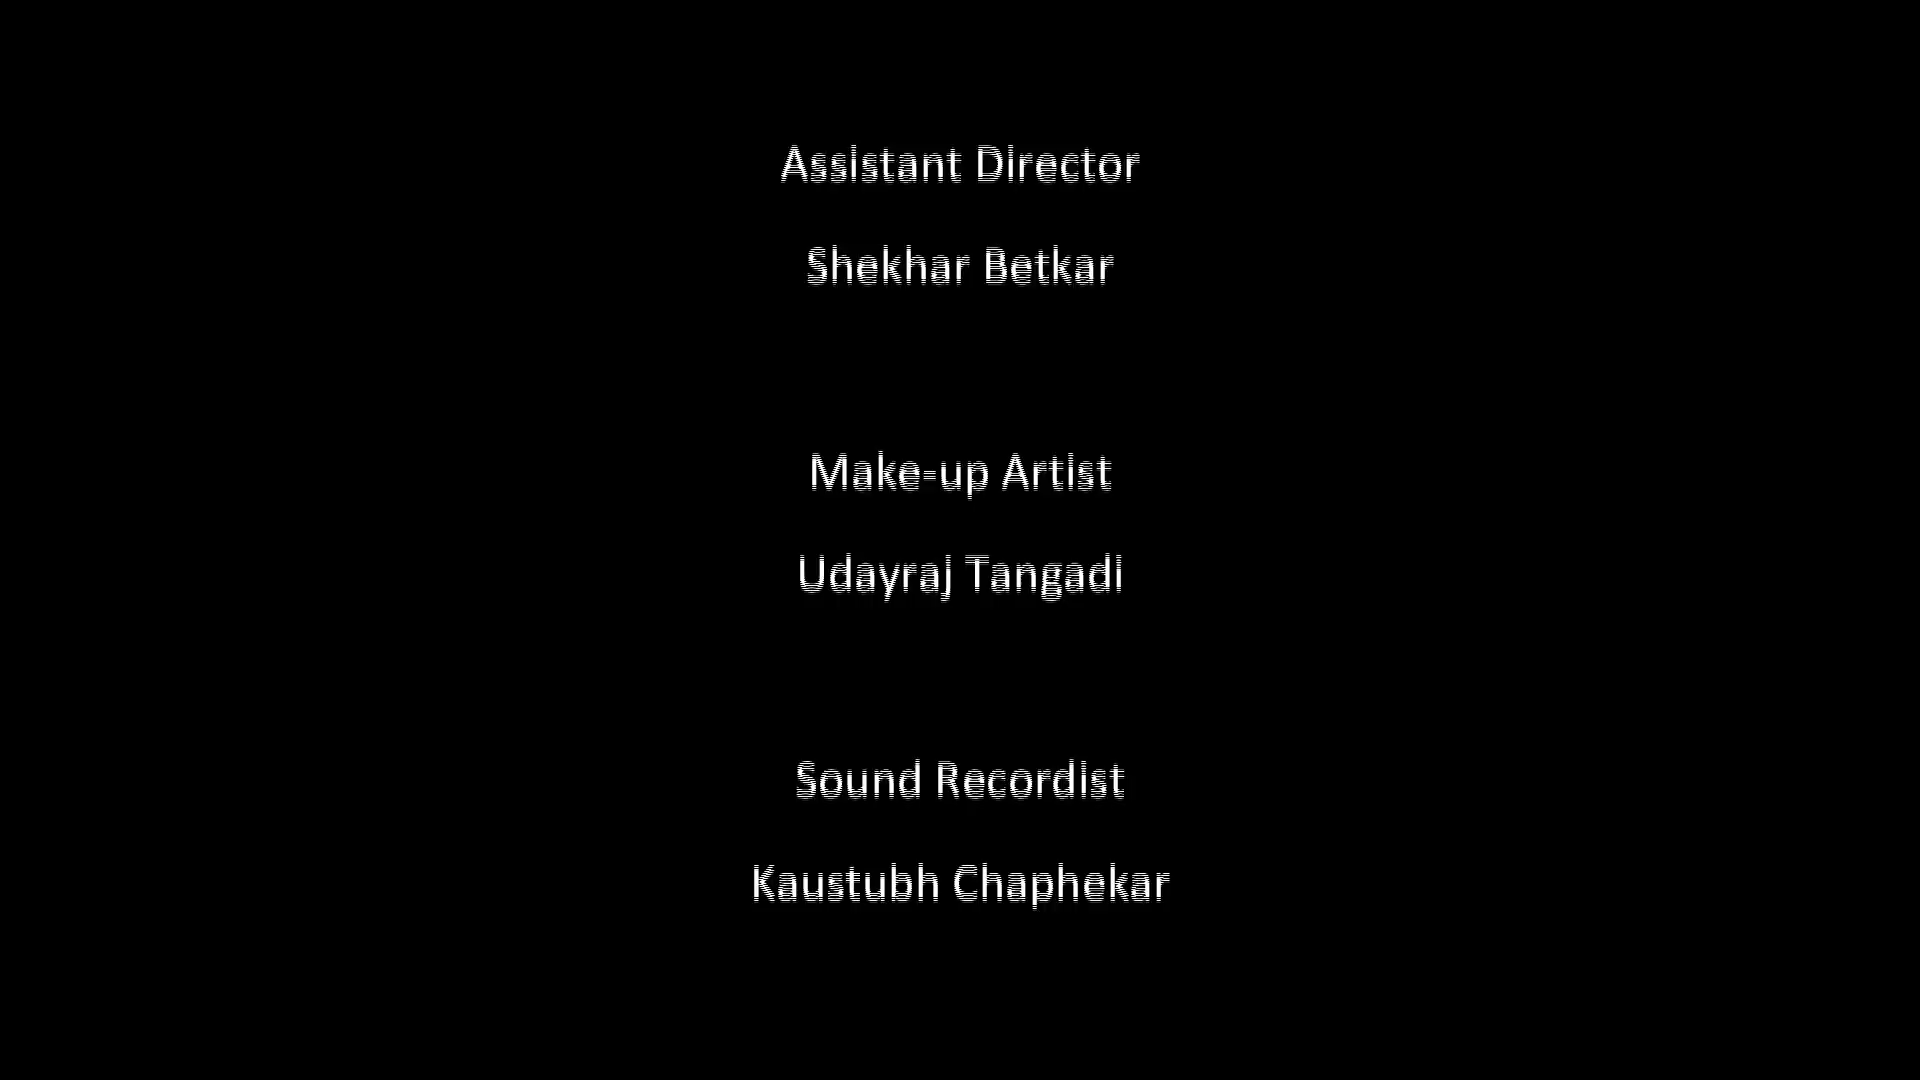 Assistant Director
Shekhar Betkar
Make-up Artist
Udayraj Tangadi
Sound Recordist
Kaustubh Chaphekar